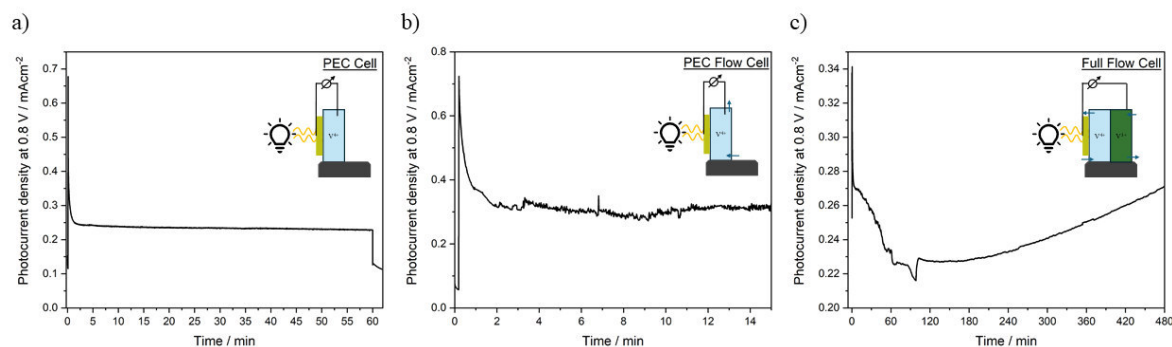 a)
b)
c)
Photocurrent density at 0.8 V / mAcm⁻²
0.7
0.6
0.5
0.4
0.3
0.2
0.1
0.0
PEC Cell
0 5 10 15 20 25 30 35 40 45 50 55 60
Time / min
Photocurrent density at 0.8 V / mAcm⁻²
0.8
0.6
0.4
0.2
0.0
PEC Flow Cell
0 2 4 6 8 10 12 14
Time / min
Photocurrent density at 0.8 V / mAcm⁻²
0.34
0.32
0.30
0.28
0.26
0.24
0.22
0.20
Full Flow Cell
0 60 120 180 240 300 360 420 480
Time / min